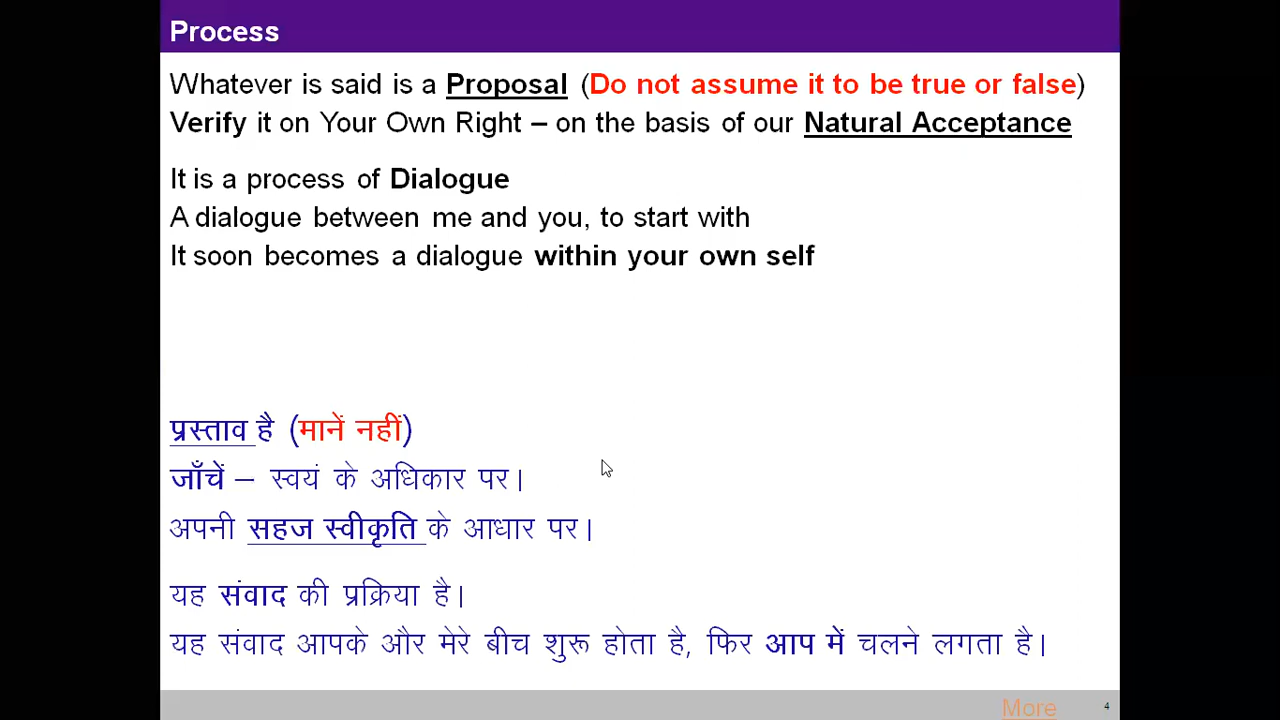 Process
Whatever is said is a Proposal (Do not assume it to be true or false)
Verify it on Your Own Right – on the basis of our Natural Acceptance
It is a process of Dialogue
A dialogue between me and you, to start with
It soon becomes a dialogue within your own self
प्रस्ताव है (मानें नहीं)
जाँचें – स्वयं के अधिकार पर।
अपनी सहज स्वीकृति के आधार पर।
यह संवाद की प्रक्रिया है।
यह संवाद आपके और मेरे बीच शुरू होता है, फिर आप में चलने लगता है।
More 4